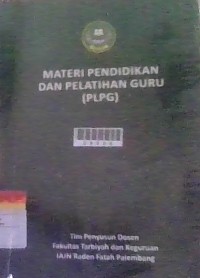 MATERI PENDIDIKAN
DAN PELATIHAN GURU
(PLPG)
Tim Penyusun Dosen
Fakultas Tarbiyah dan Keguruan
IAIN Raden Fatah Palembang